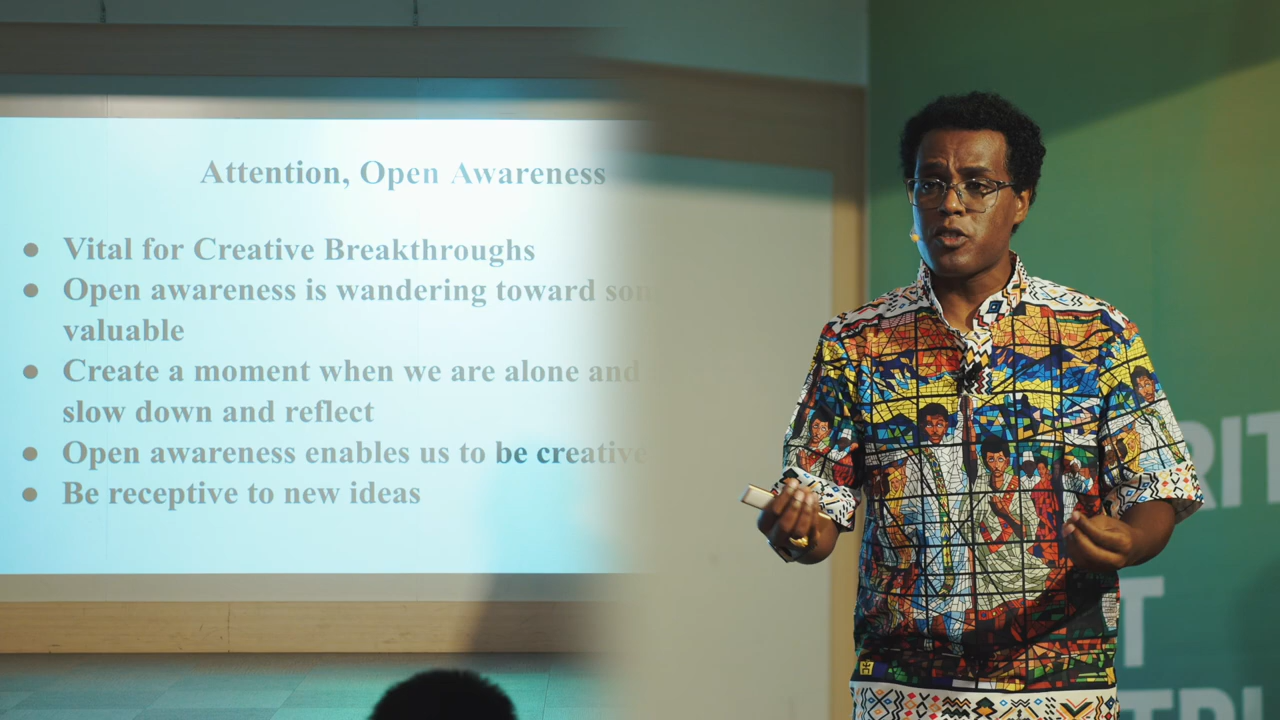 Attention, Open Awareness
● Vital for Creative Breakthroughs
● Open awareness is wandering toward
valuable
● Create a moment when we are alone and
slow down and reflect
● Open awareness enables us to be creative
● Be receptive to new ideas